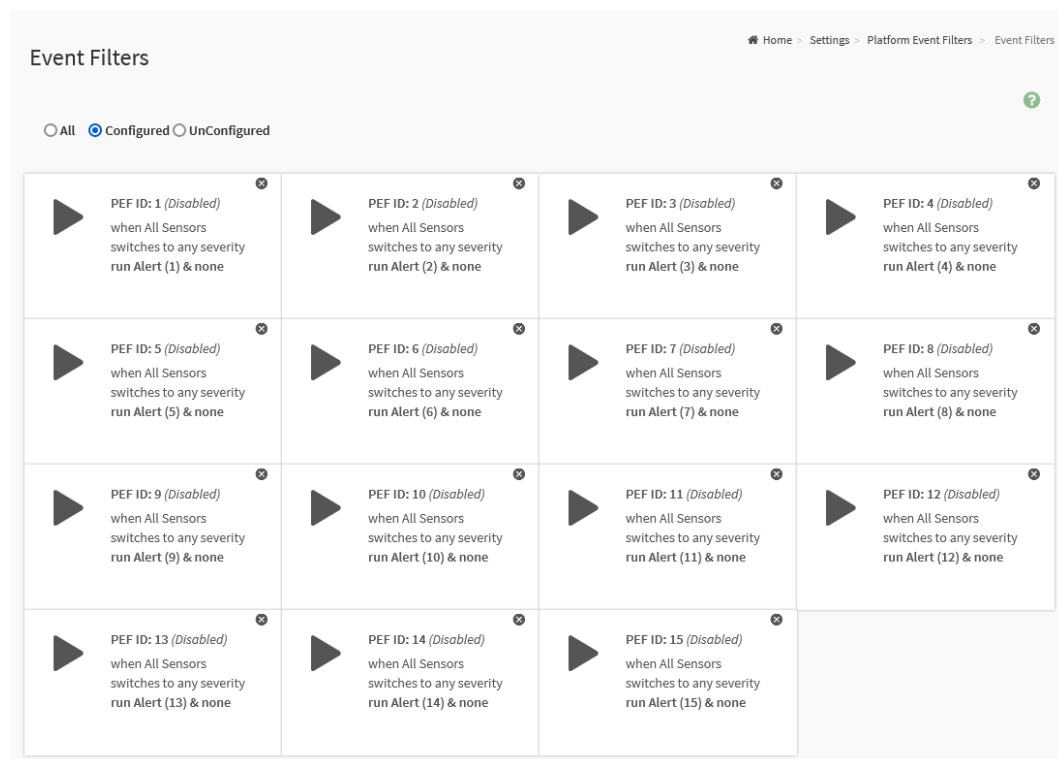 Home > Settings > Platform Event Filters > Event Filters
Event Filters
?
All Configured UnConfigured
PEF ID: 1 (Disabled)
when All Sensors
switches to any severity
run Alert (1) & none
PEF ID: 2 (Disabled)
when All Sensors
switches to any severity
run Alert (2) & none
PEF ID: 3 (Disabled)
when All Sensors
switches to any severity
run Alert (3) & none
PEF ID: 4 (Disabled)
when All Sensors
switches to any severity
run Alert (4) & none
PEF ID: 5 (Disabled)
when All Sensors
switches to any severity
run Alert (5) & none
PEF ID: 6 (Disabled)
when All Sensors
switches to any severity
run Alert (6) & none
PEF ID: 7 (Disabled)
when All Sensors
switches to any severity
run Alert (7) & none
PEF ID: 8 (Disabled)
when All Sensors
switches to any severity
run Alert (8) & none
PEF ID: 9 (Disabled)
when All Sensors
switches to any severity
run Alert (9) & none
PEF ID: 10 (Disabled)
when All Sensors
switches to any severity
run Alert (10) & none
PEF ID: 11 (Disabled)
when All Sensors
switches to any severity
run Alert (11) & none
PEF ID: 12 (Disabled)
when All Sensors
switches to any severity
run Alert (12) & none
PEF ID: 13 (Disabled)
when All Sensors
switches to any severity
run Alert (13) & none
PEF ID: 14 (Disabled)
when All Sensors
switches to any severity
run Alert (14) & none
PEF ID: 15 (Disabled)
when All Sensors
switches to any severity
run Alert (15) & none